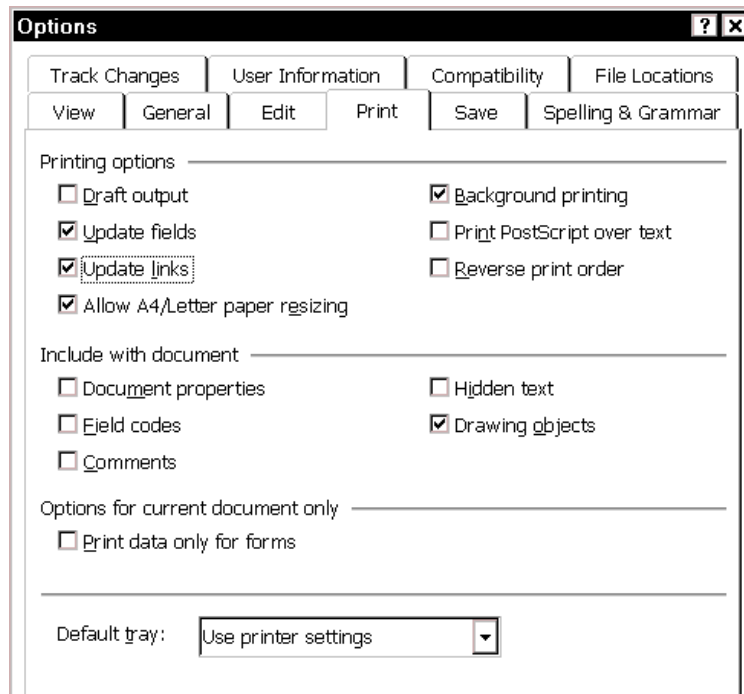 Options
Track Changes User Information Compatibility File Locations
View General Edit Print Save Spelling & Grammar
Printing options
Draft output Background printing
Update fields Print PostScript over text
Update links Reverse print order
Allow A4/Letter paper resizing
Include with document
Document properties Hidden text
Field codes Drawing objects
Comments
Options for current document only
Print data only for forms
Default tray: Use printer settings